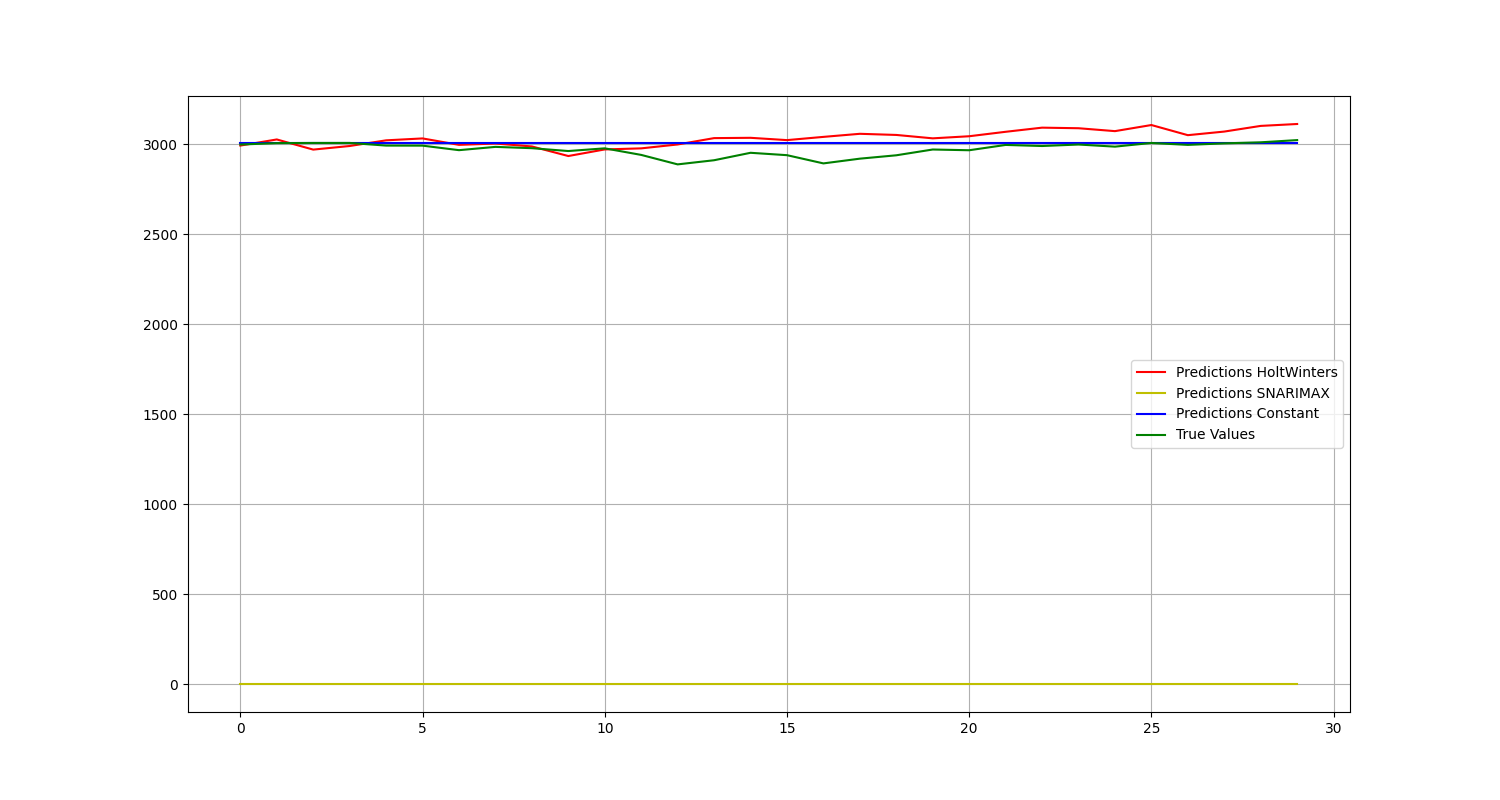 3000
2500
2000
1500
1000
500
0
0 5 10 15 20 25 30
Predictions HoltWinters
Predictions SNARIMAX
Predictions Constant
True Values